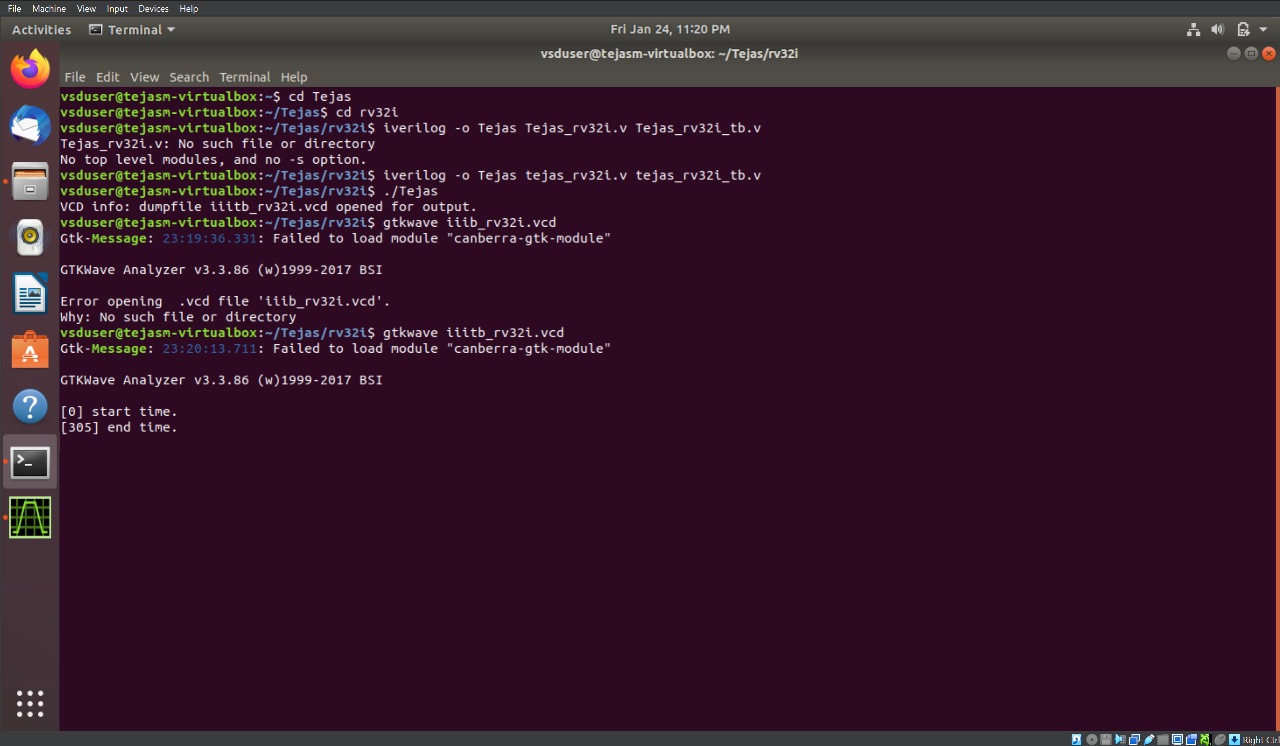 File Machine View Input Devices Help
Activities Terminal Fri Jan 24, 11:20 PM
vsduser@tejasm-virtualbox: ~/Tejas/rv32i
File Edit View Search Terminal Help
vsduser@tejasm-virtualbox:~$ cd Tejas
vsduser@tejasm-virtualbox:~/Tejas$ cd rv32i
vsduser@tejasm-virtualbox:~/Tejas/rv32i$ iverilog -o Tejas Tejas_rv32i.v Tejas_rv32i_tb.v
Tejas_rv32i.v: No such file or directory
No top level modules, and no -s option.
vsduser@tejasm-virtualbox:~/Tejas/rv32i$ iverilog -o Tejas tejas_rv32i.v tejas_rv32i_tb.v
vsduser@tejasm-virtualbox:~/Tejas/rv32i$ ./Tejas
VCD info: dumpfile iiitb_rv32i.vcd opened for output.
vsduser@tejasm-virtualbox:~/Tejas/rv32i$ gtkwave iiib_rv32i.vcd
Gtk-Message: 23:19:36.331: Failed to load module "canberra-gtk-module"
GTKWave Analyzer v3.3.86 (w)1999-2017 BSI
Error opening  .vcd file 'iiib_rv32i.vcd'.
Why: No such file or directory
vsduser@tejasm-virtualbox:~/Tejas/rv32i$ gtkwave iiitb_rv32i.vcd
Gtk-Message: 23:20:13.711: Failed to load module "canberra-gtk-module"
GTKWave Analyzer v3.3.86 (w)1999-2017 BSI
[0] start time.
[305] end time.
Right Ctrl